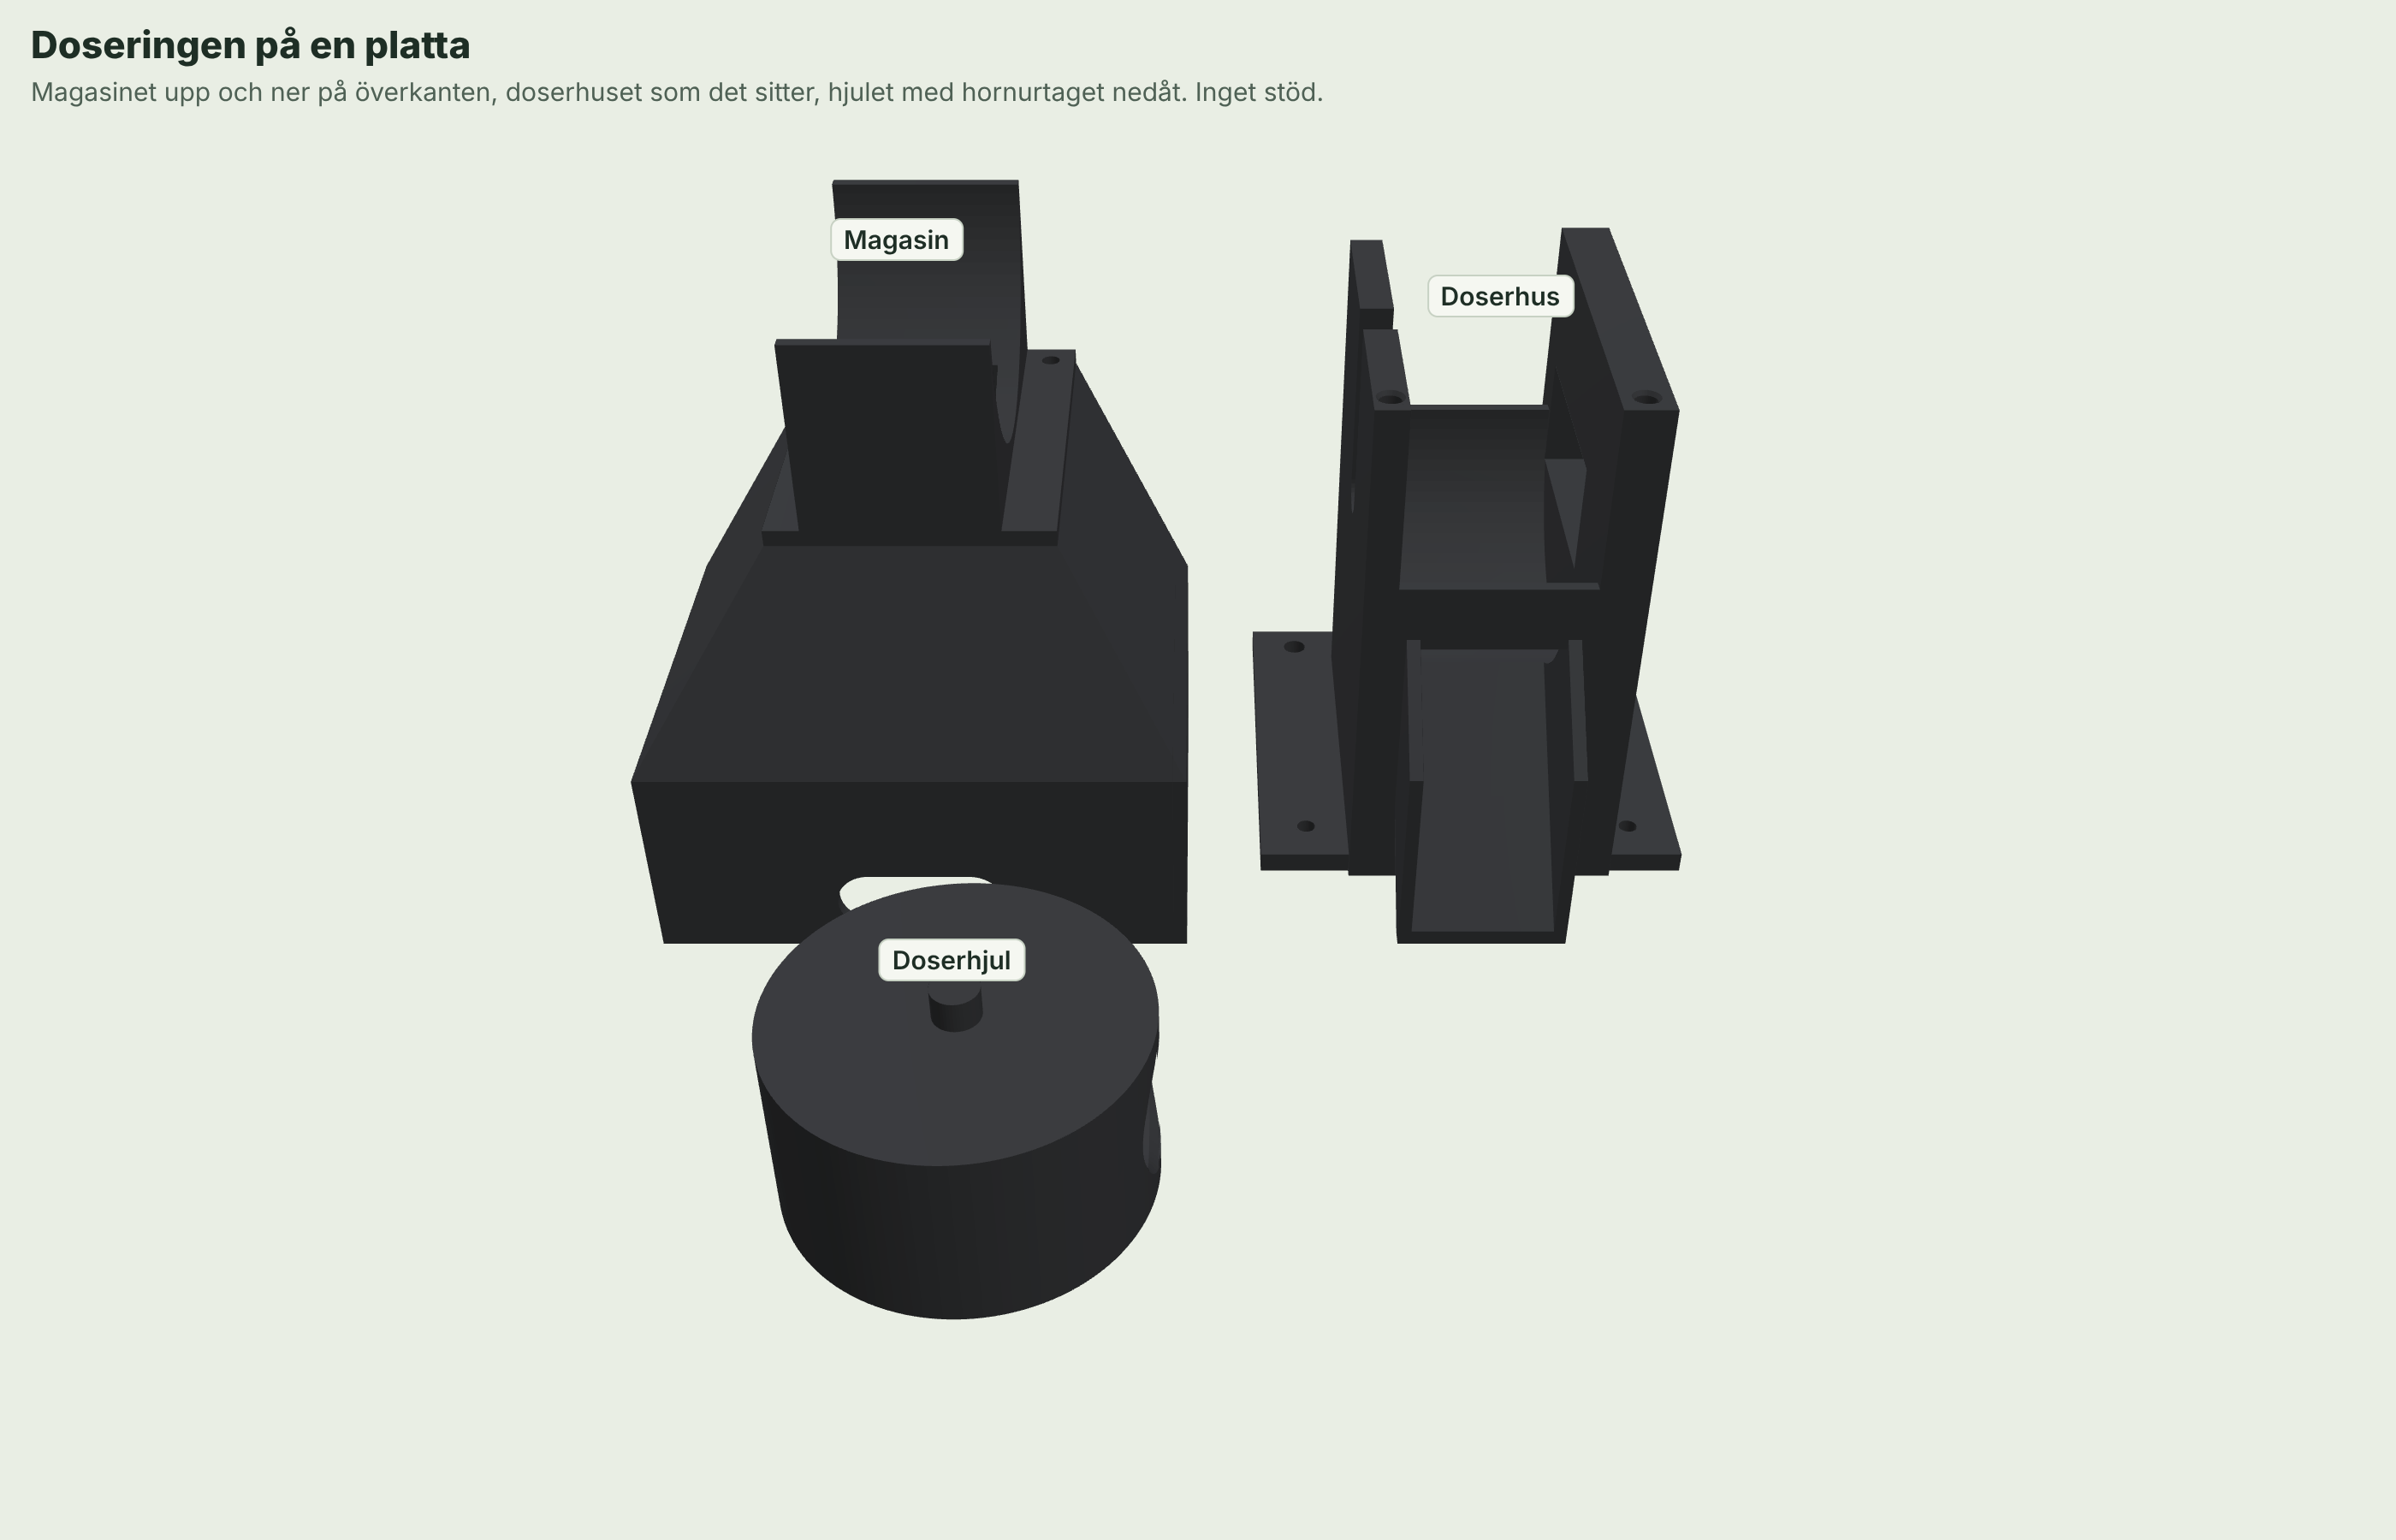 Doseringen på en platta
Magasinet upp och ner på överkanten, doserhuset som det sitter, hjulet med hornurtaget nedåt. Inget stöd.
Magasin
Doserhus
Doserhjul